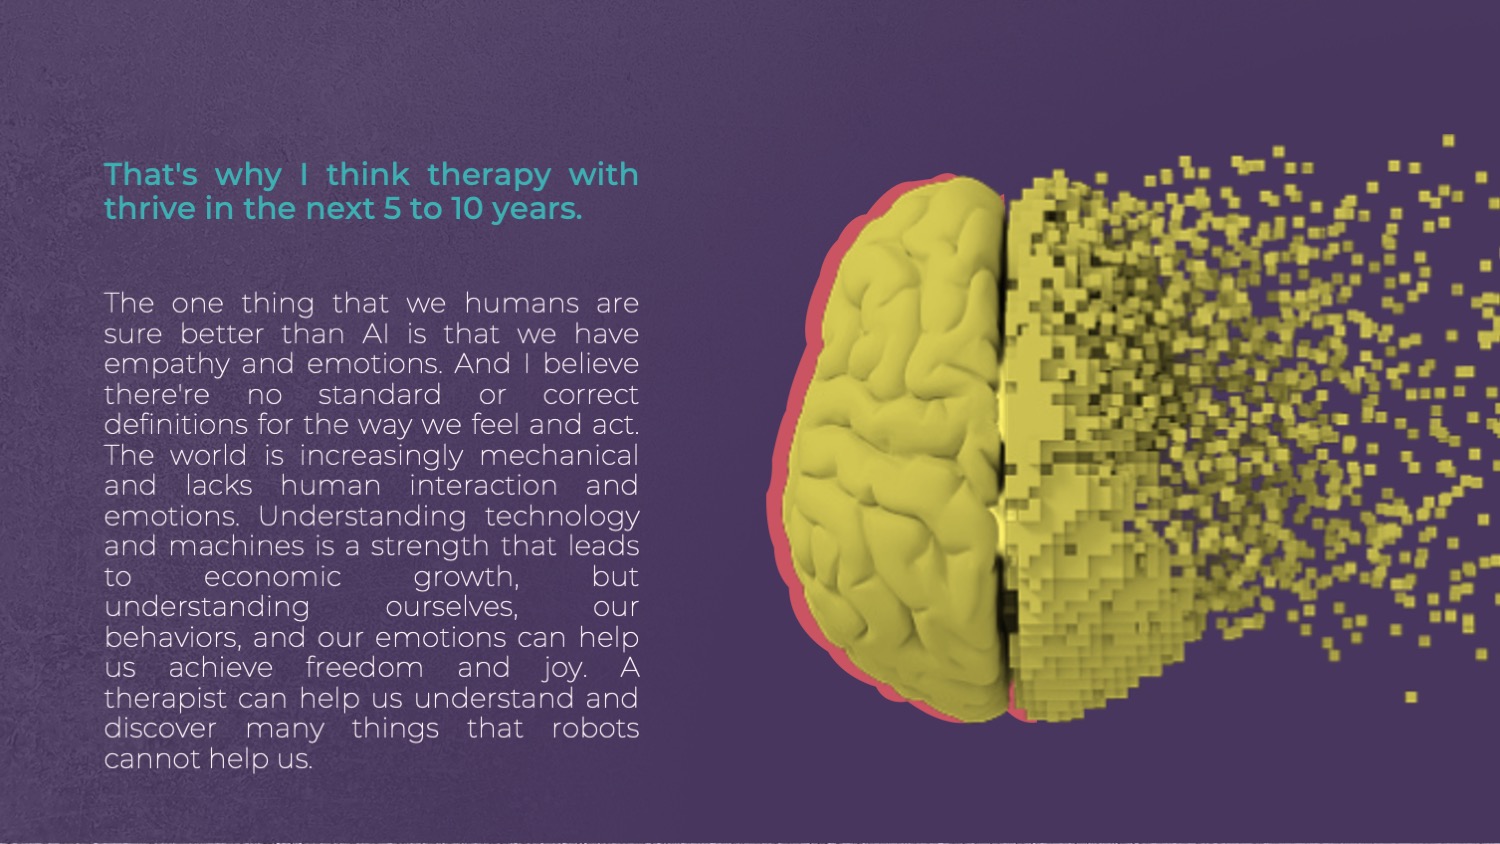 That's why I think therapy with
thrive in the next 5 to 10 years.
The one thing that we humans are
sure better than AI is that we have
empathy and emotions. And I believe
there're no standard or correct
definitions for the way we feel and act.
The world is increasingly mechanical
and lacks human interaction and
emotions. Understanding technology
and machines is a strength that leads
to economic growth, but
understanding ourselves, our
behaviors, and our emotions can help
us achieve freedom and joy. A
therapist can help us understand and
discover many things that robots
cannot help us.